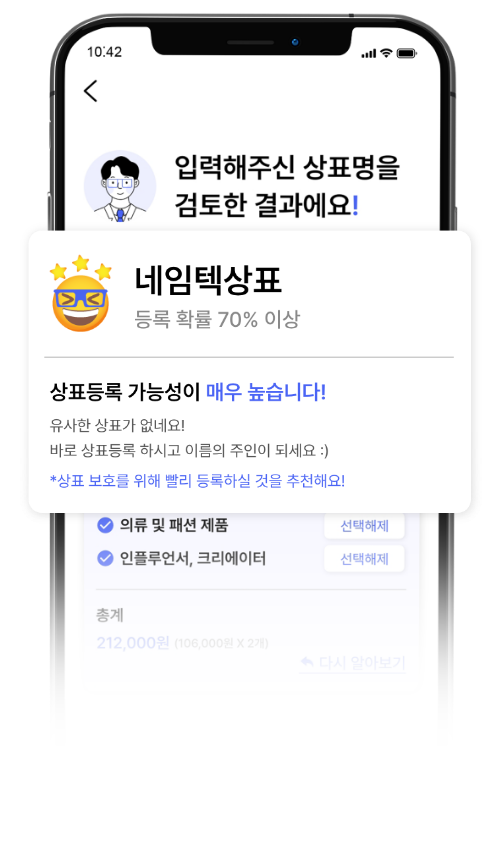 10:42
입력해주신 상표명을
검토한 결과에요!
네임텍상표
등록 확률 70% 이상
상표등록 가능성이 매우 높습니다!
유사한 상표가 없네요!
바로 상표등록 하시고 이름의 주인이 되세요 :)
*상표 보호를 위해 빨리 등록하실 것을 추천해요!
의류 및 패션 제품 선택해제
인플루언서, 크리에이터 선택해제
총계
212,000원 (106,000원 X 2개)
다시 알아보기